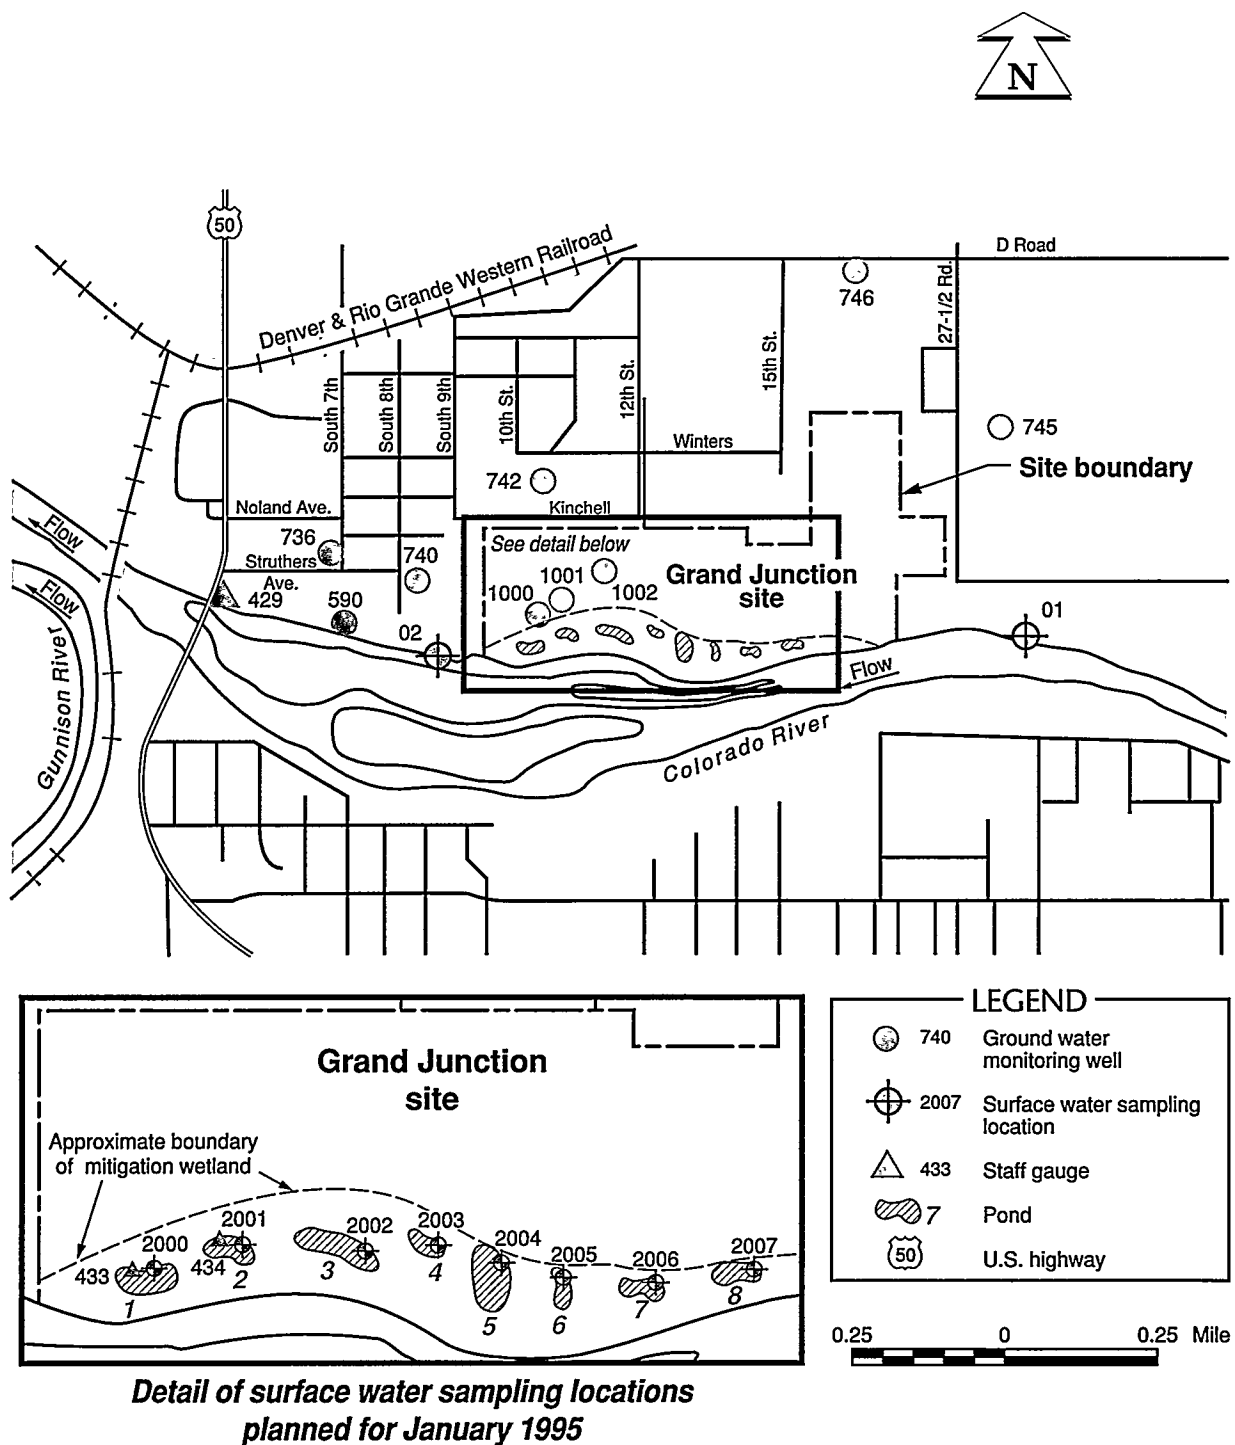 N
50
Denver & Rio Grande Western Railroad
D Road
746
27-1/2 Rd.
15th St.
12th St.
10th St.
South 7th
South 8th
South 9th
745
Winters
Site boundary
742
Noland Ave.
Kinchell
Flow
736
Struthers
Ave.
740
See detail below
1001
Grand Junction
site
1000
1002
Flow
429
590
02
01
Flow
Gunnison River
Colorado River
Grand Junction
site
Approximate boundary
of mitigation wetland
2000
2001
2002
2003
2004
2005
2006
2007
433
434
1
2
3
4
5
6
7
8
Detail of surface water sampling locations
planned for January 1995
LEGEND
740 Ground water
monitoring well
2007 Surface water sampling
location
433 Staff gauge
7 Pond
50 U.S. highway
0.25 0 0.25 Mile